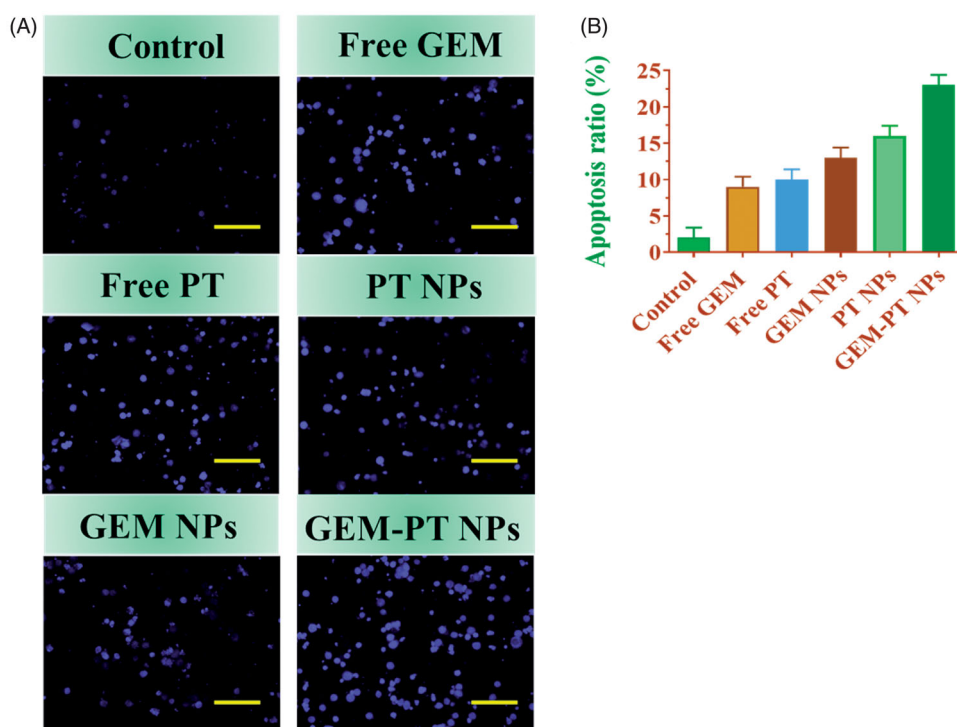 (A)
Control
Free GEM
Free PT
PT NPs
GEM NPs
GEM-PT NPs
(B)
Apoptosis ratio (%)
25
20
15
10
5
0
Control
Free GEM
Free PT
GEM NPs
PT NPs
GEM-PT NPs